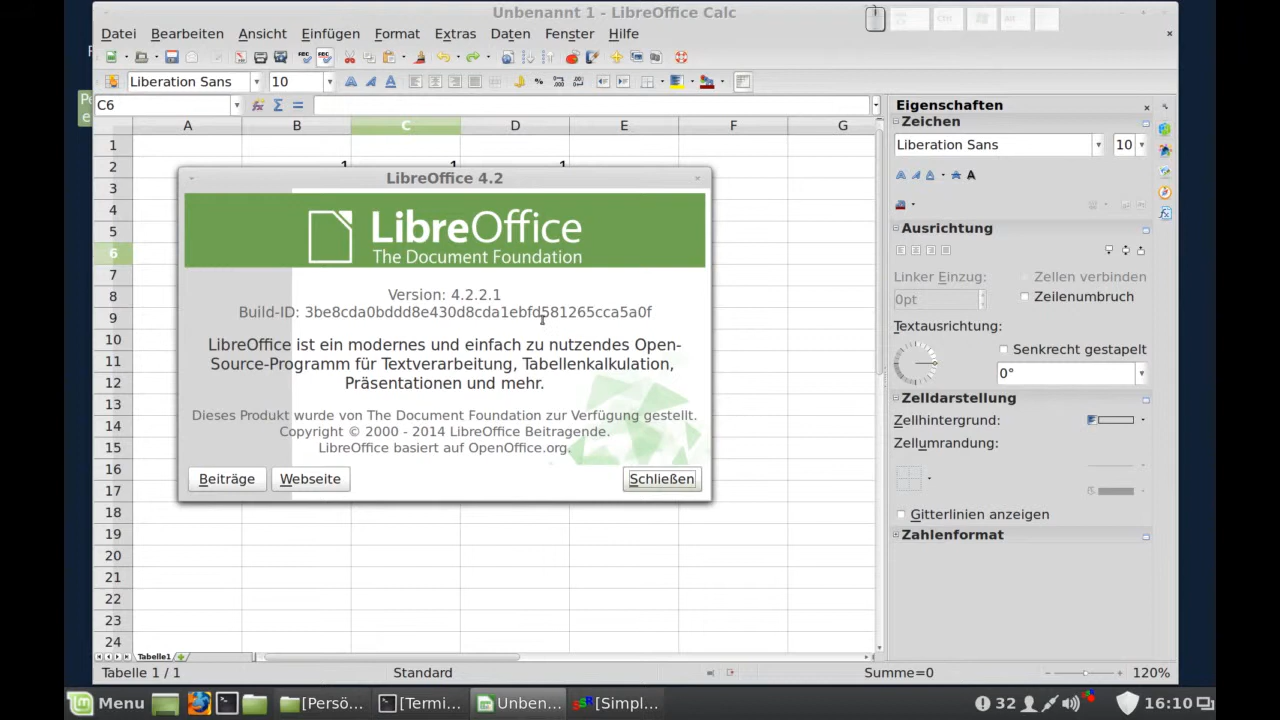 Unbenannt 1 - LibreOffice Calc
Datei Bearbeiten Ansicht Einfügen Format Extras Daten Fenster Hilfe
Liberation Sans 10
C6
A B C D E F G
1
2 1 1 1
3
4
5
6
7
8
9
10
11
12
13
14
15
16
17
18
19
20
21
22
23
24
LibreOffice 4.2
LibreOffice
The Document Foundation
Version: 4.2.2.1
Build-ID: 3be8cda0bddd8e430d8cda1ebfd581265cca5a0f
LibreOffice ist ein modernes und einfach zu nutzendes Open-
Source-Programm für Textverarbeitung, Tabellenkalkulation,
Präsentationen und mehr.
Dieses Produkt wurde von The Document Foundation zur Verfügung gestellt.
Copyright © 2000 - 2014 LibreOffice Beitragende.
LibreOffice basiert auf OpenOffice.org.
Beiträge Webseite Schließen
Eigenschaften
Zeichen
Liberation Sans 10
Ausrichtung
Linker Einzug: Zellen verbinden
0pt Zeilenumbruch
Textausrichtung:
Senkrecht gestapelt
0°
Zelldarstellung
Zellhintergrund:
Zellumrandung:
Gitterlinien anzeigen
Zahlenformat
Tabelle1
Tabelle 1 / 1 Standard Summe=0 120%
Menu [Persö... [Termi... Unben... [Simpl... 32 16:10